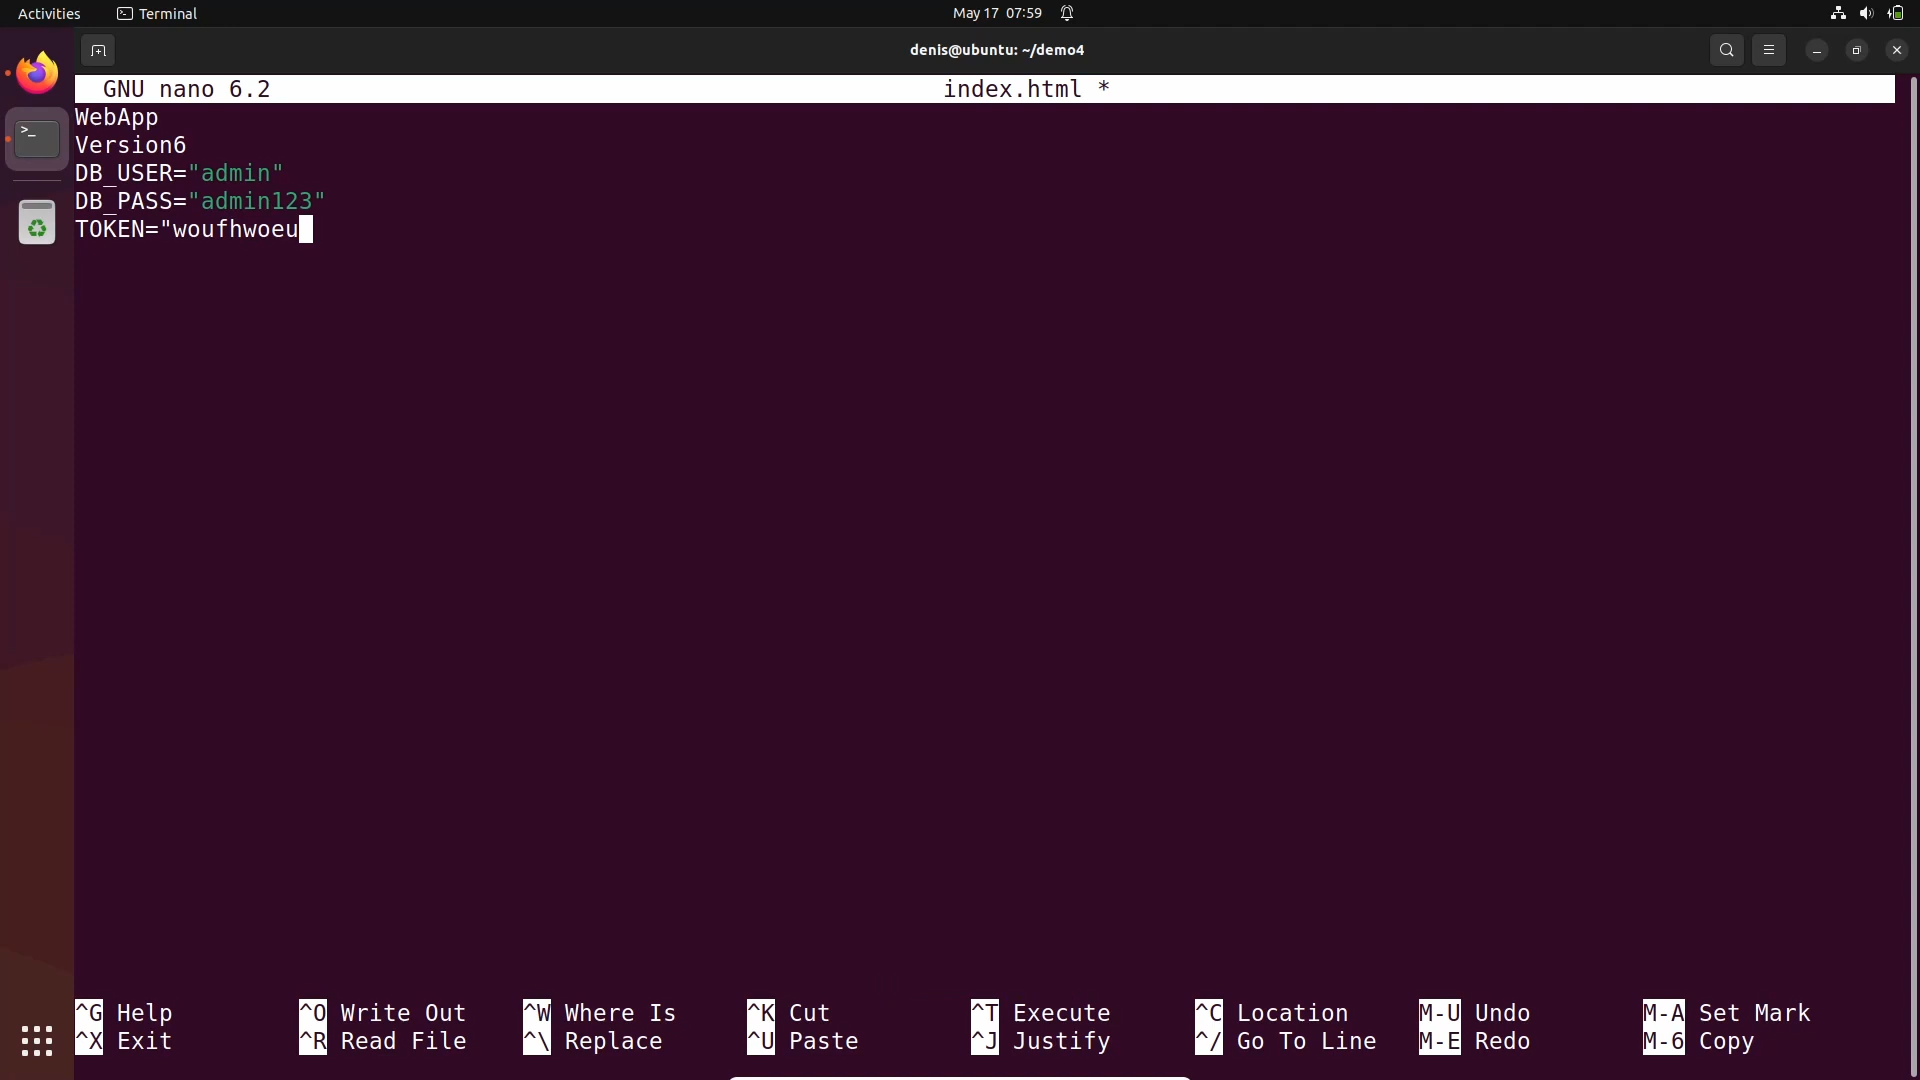 Activities Terminal May 17 07:59
denis@ubuntu: ~/demo4
GNU nano 6.2 index.html *
WebApp
Version6
DB_USER="admin"
DB_PASS="admin123"
TOKEN="woufhwoeu
^G Help ^O Write Out ^W Where Is ^K Cut ^T Execute ^C Location M-U Undo M-A Set Mark
^X Exit ^R Read File ^\ Replace ^U Paste ^J Justify ^/ Go To Line M-E Redo M-6 Copy